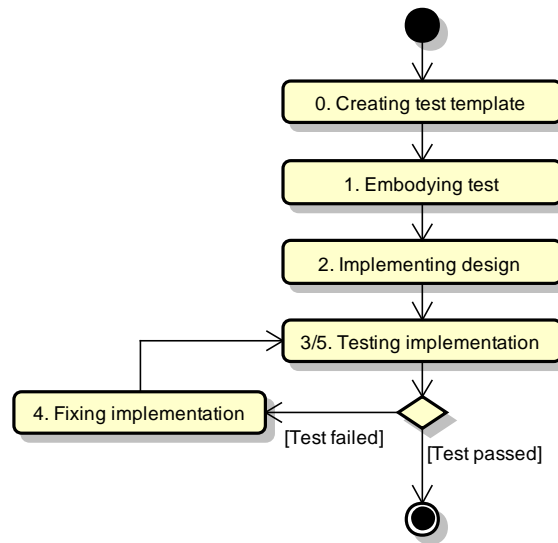 0. Creating test template
1. Embodying test
2. Implementing design
3/5. Testing implementation
4. Fixing implementation
[Test failed]
[Test passed]